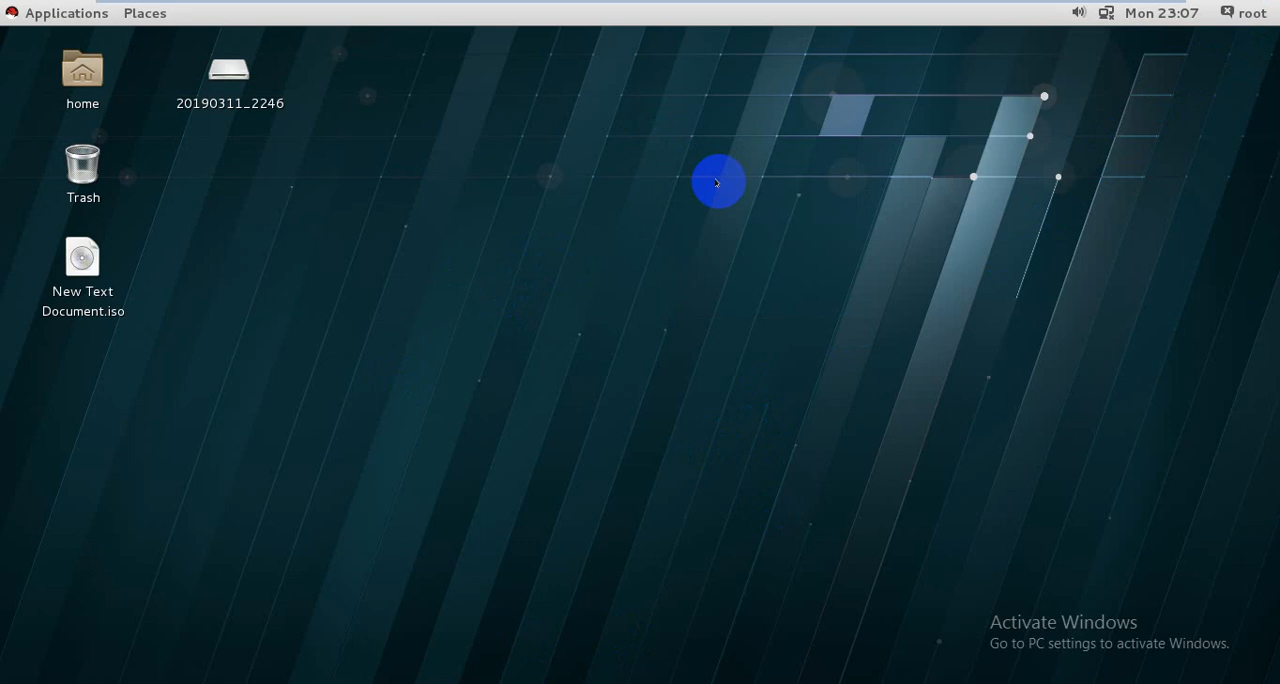 Applications Places Mon 23:07 root
home 20190311_2246
Trash
New Text
Document.iso
Activate Windows
Go to PC settings to activate Windows.